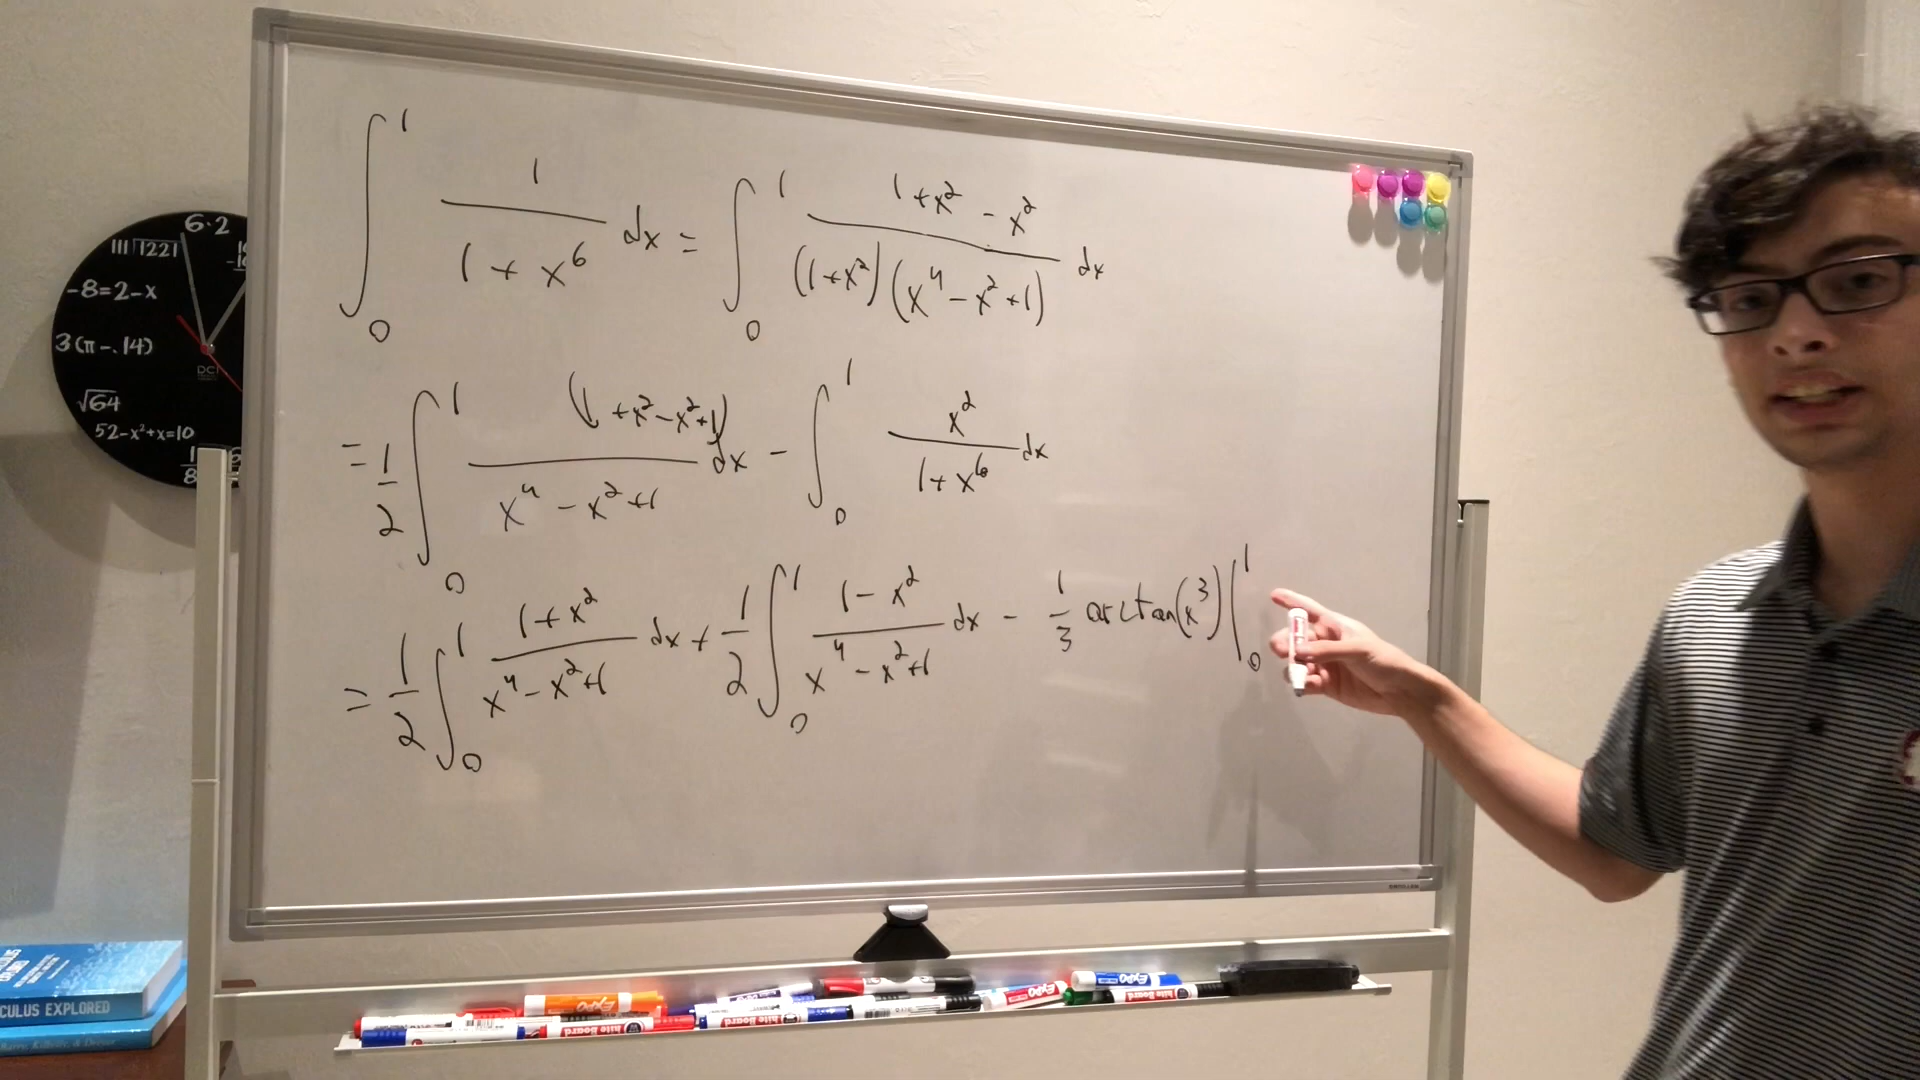 ∫₀¹ 1/(1 + x⁶) dx = ∫₀¹ (1 + x² - x²)/((1+x²)(x⁴ - x² + 1)) dx
= 1/2 ∫₀¹ (1 + x² - x² + 1)/(x⁴ - x² + 1) dx - ∫₀¹ x²/(1 + x⁶) dx
= 1/2 ∫₀¹ (1 + x²)/(x⁴ - x² + 1) dx + 1/2 ∫₀¹ (1 - x²)/(x⁴ - x² + 1) dx - 1/3 arctan(x³) |₀¹
6·2
111 1221
-8=2-x
3(π-.14)
√64
52-x²+x=10
DCI
CULUS EXPLORED
EXPO
EXPO
EXPO